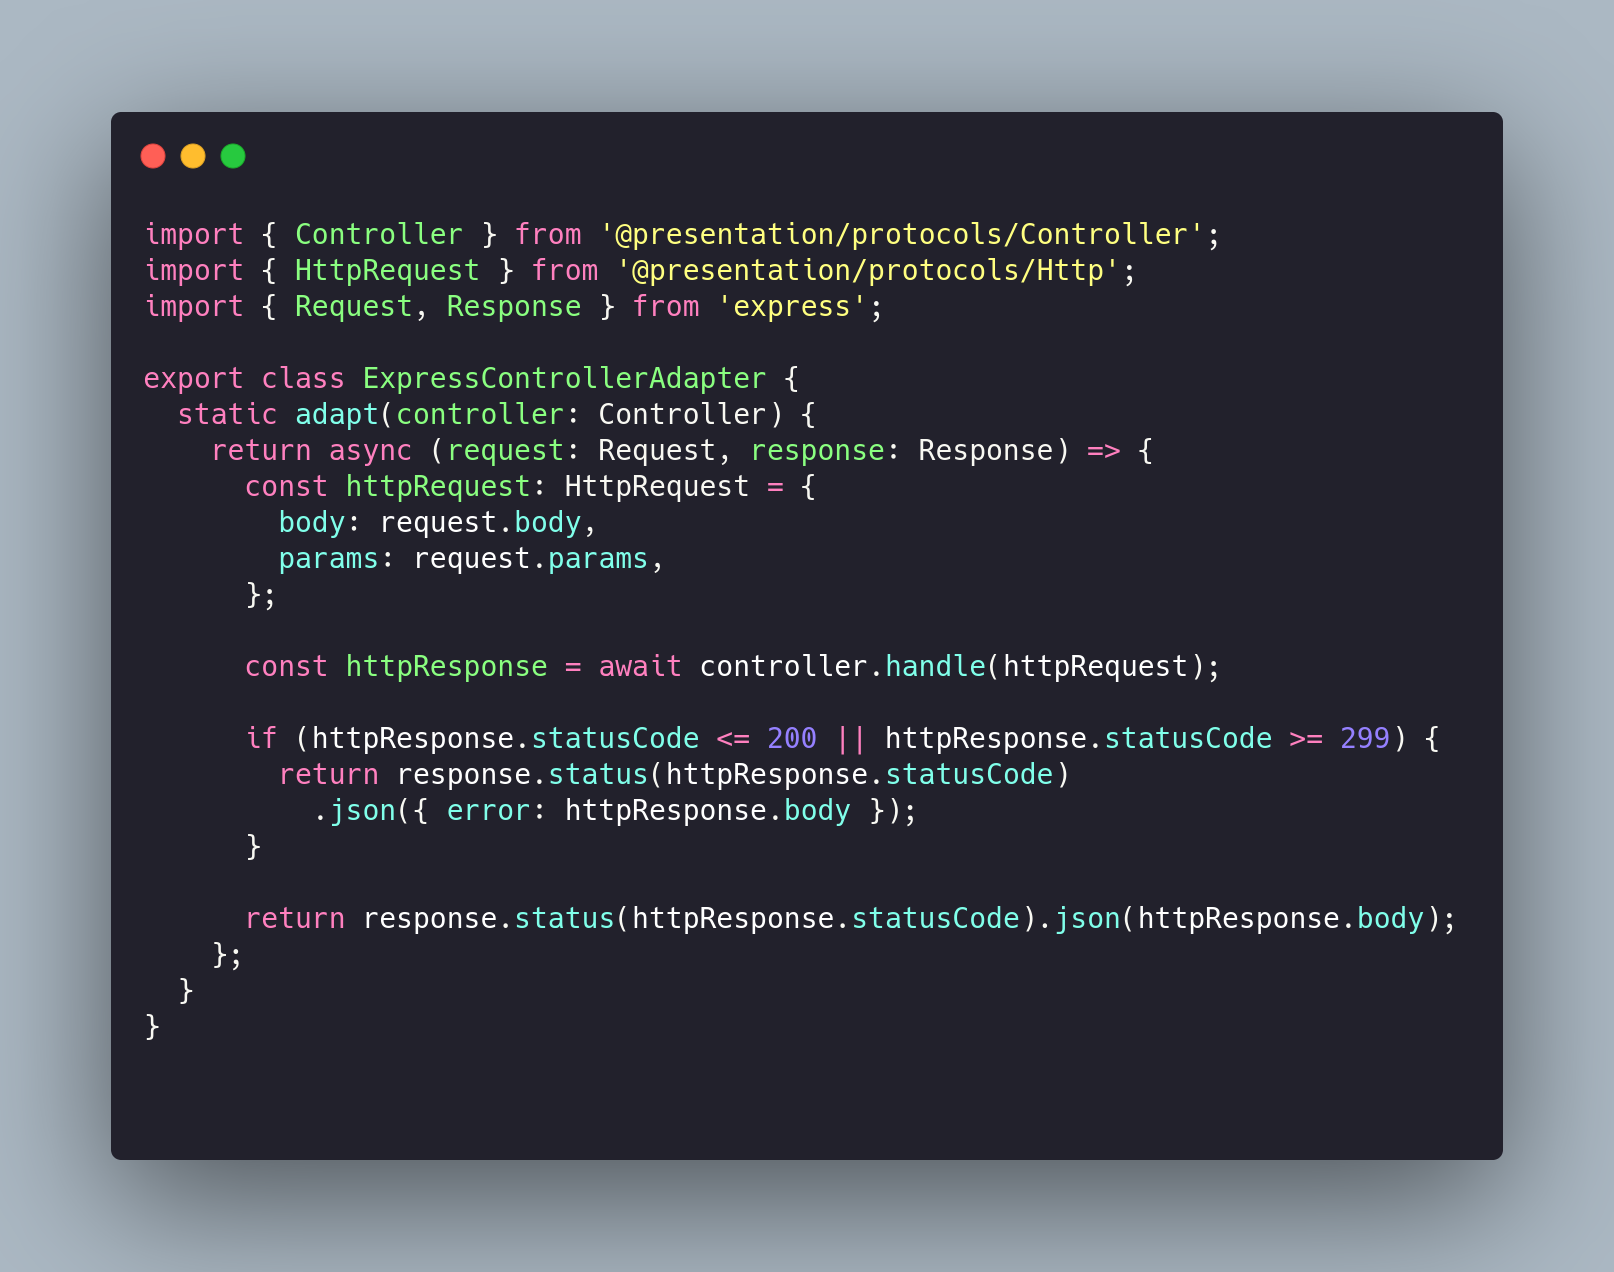 import { Controller } from '@presentation/protocols/Controller';
import { HttpRequest } from '@presentation/protocols/Http';
import { Request, Response } from 'express';

export class ExpressControllerAdapter {
  static adapt(controller: Controller) {
    return async (request: Request, response: Response) => {
      const httpRequest: HttpRequest = {
        body: request.body,
        params: request.params,
      };

      const httpResponse = await controller.handle(httpRequest);

      if (httpResponse.statusCode <= 200 || httpResponse.statusCode >= 299) {
        return response.status(httpResponse.statusCode)
          .json({ error: httpResponse.body });
      }

      return response.status(httpResponse.statusCode).json(httpResponse.body);
    };
  }
}